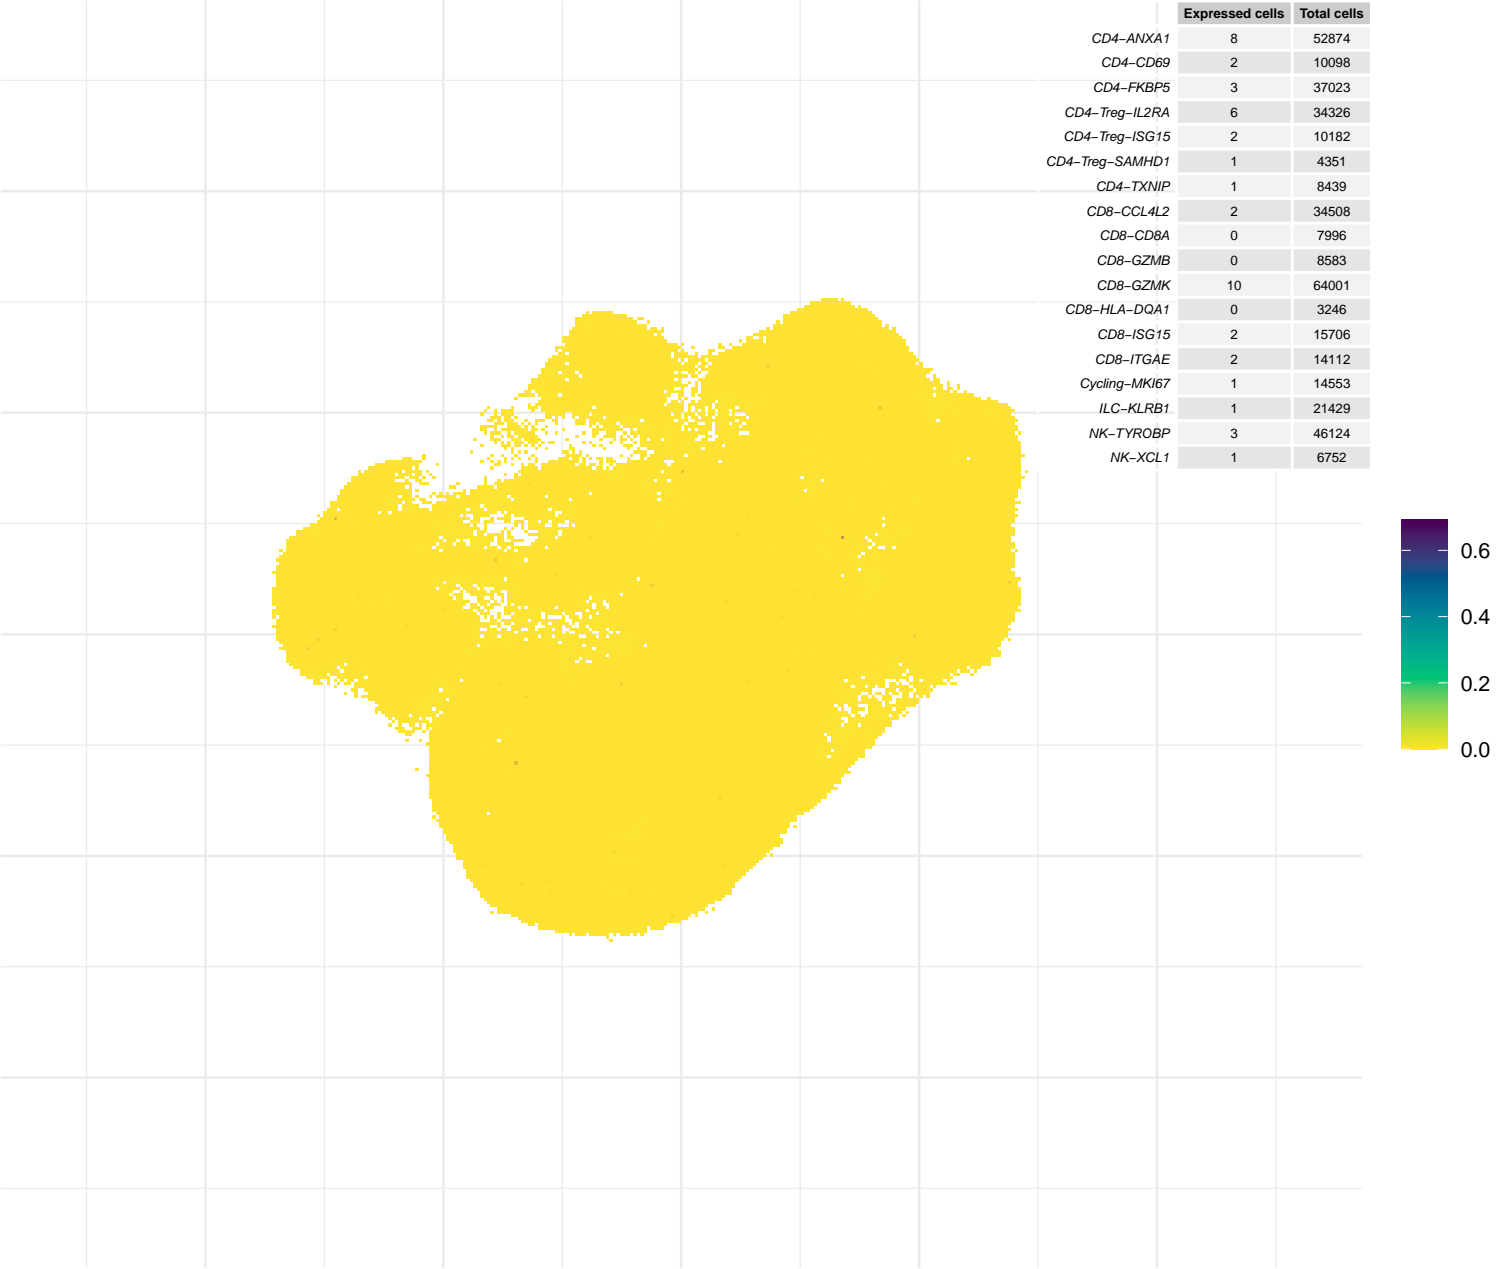 Expressed cells Total cells
CD4−ANXA1 8 52874
CD4−CD69 2 10098
CD4−FKBP5 3 37023
CD4−Treg−IL2RA 6 34326
CD4−Treg−ISG15 2 10182
CD4−Treg−SAMHD1 1 4351
CD4−TXNIP 1 8439
CD8−CCL4L2 2 34508
CD8−CD8A 0 7996
CD8−GZMB 0 8583
CD8−GZMK 10 64001
CD8−HLA−DQA1 0 3246
CD8−ISG15 2 15706
CD8−ITGAE 2 14112
Cycling−MKI67 1 14553
ILC−KLRB1 1 21429
NK−TYROBP 3 46124
NK−XCL1 1 6752
0.6
0.4
0.2
0.0